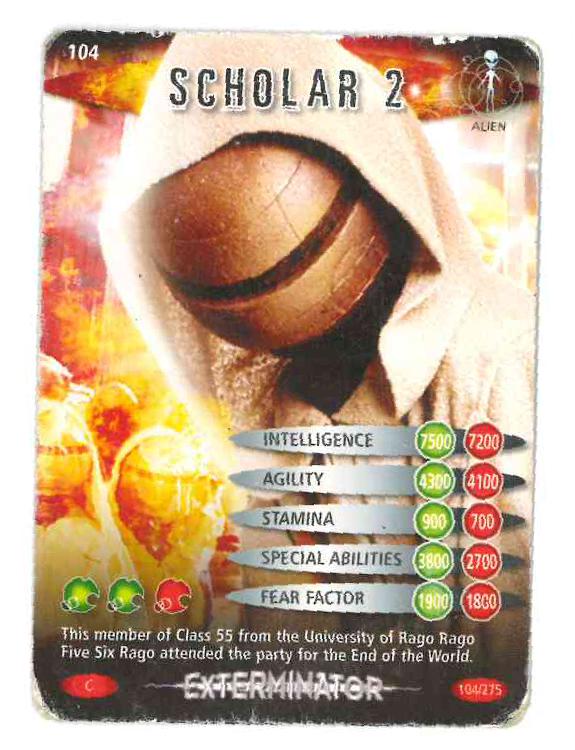 104
SCHOLAR 2
ALIEN
INTELLIGENCE 7500 7200
AGILITY 4300 4100
STAMINA 900 700
SPECIAL ABILITIES 3800 2700
FEAR FACTOR 1900 1800
This member of Class 55 from the University of Rago Rago
Five Six Rago attended the party for the End of the World.
C EXTERMINATOR 104/275